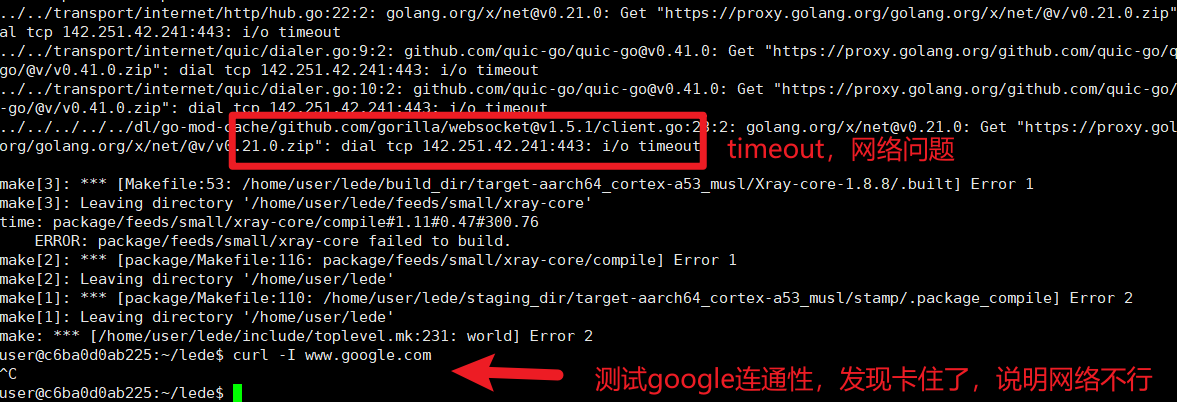 ../../transport/internet/http/hub.go:22:2: golang.org/x/net@v0.21.0: Get "https://proxy.golang.org/golang.org/x/net/@v/v0.21.0.zip"
al tcp 142.251.42.241:443: i/o timeout
../../transport/internet/quic/dialer.go:9:2: github.com/quic-go/quic-go@v0.41.0: Get "https://proxy.golang.org/github.com/quic-go/q
go/@v/v0.41.0.zip": dial tcp 142.251.42.241:443: i/o timeout
../../transport/internet/quic/dialer.go:10:2: github.com/quic-go/quic-go@v0.41.0: Get "https://proxy.golang.org/github.com/quic-go/
-go/@v/v0.41.0.zip": dial tcp 142.251.42.241:443: i/o timeout
../../../../../dl/go-mod-cache/github.com/gorilla/websocket@v1.5.1/client.go:23:2: golang.org/x/net@v0.21.0: Get "https://proxy.gol
org/golang.org/x/net/@v/v0.21.0.zip": dial tcp 142.251.42.241:443: i/o timeout
timeout，网络问题
make[3]: *** [Makefile:53: /home/user/lede/build_dir/target-aarch64_cortex-a53_musl/Xray-core-1.8.8/.built] Error 1
make[3]: Leaving directory '/home/user/lede/feeds/small/xray-core'
time: package/feeds/small/xray-core/compile#1.11#0.47#300.76
ERROR: package/feeds/small/xray-core failed to build.
make[2]: *** [package/Makefile:116: package/feeds/small/xray-core/compile] Error 1
make[2]: Leaving directory '/home/user/lede'
make[1]: *** [package/Makefile:110: /home/user/lede/staging_dir/target-aarch64_cortex-a53_musl/stamp/.package_compile] Error 2
make[1]: Leaving directory '/home/user/lede'
make: *** [/home/user/lede/include/toplevel.mk:231: world] Error 2
user@c6ba0d0ab225:~/lede$ curl -I www.google.com
^C
测试google连通性，发现卡住了，说明网络不行
user@c6ba0d0ab225:~/lede$